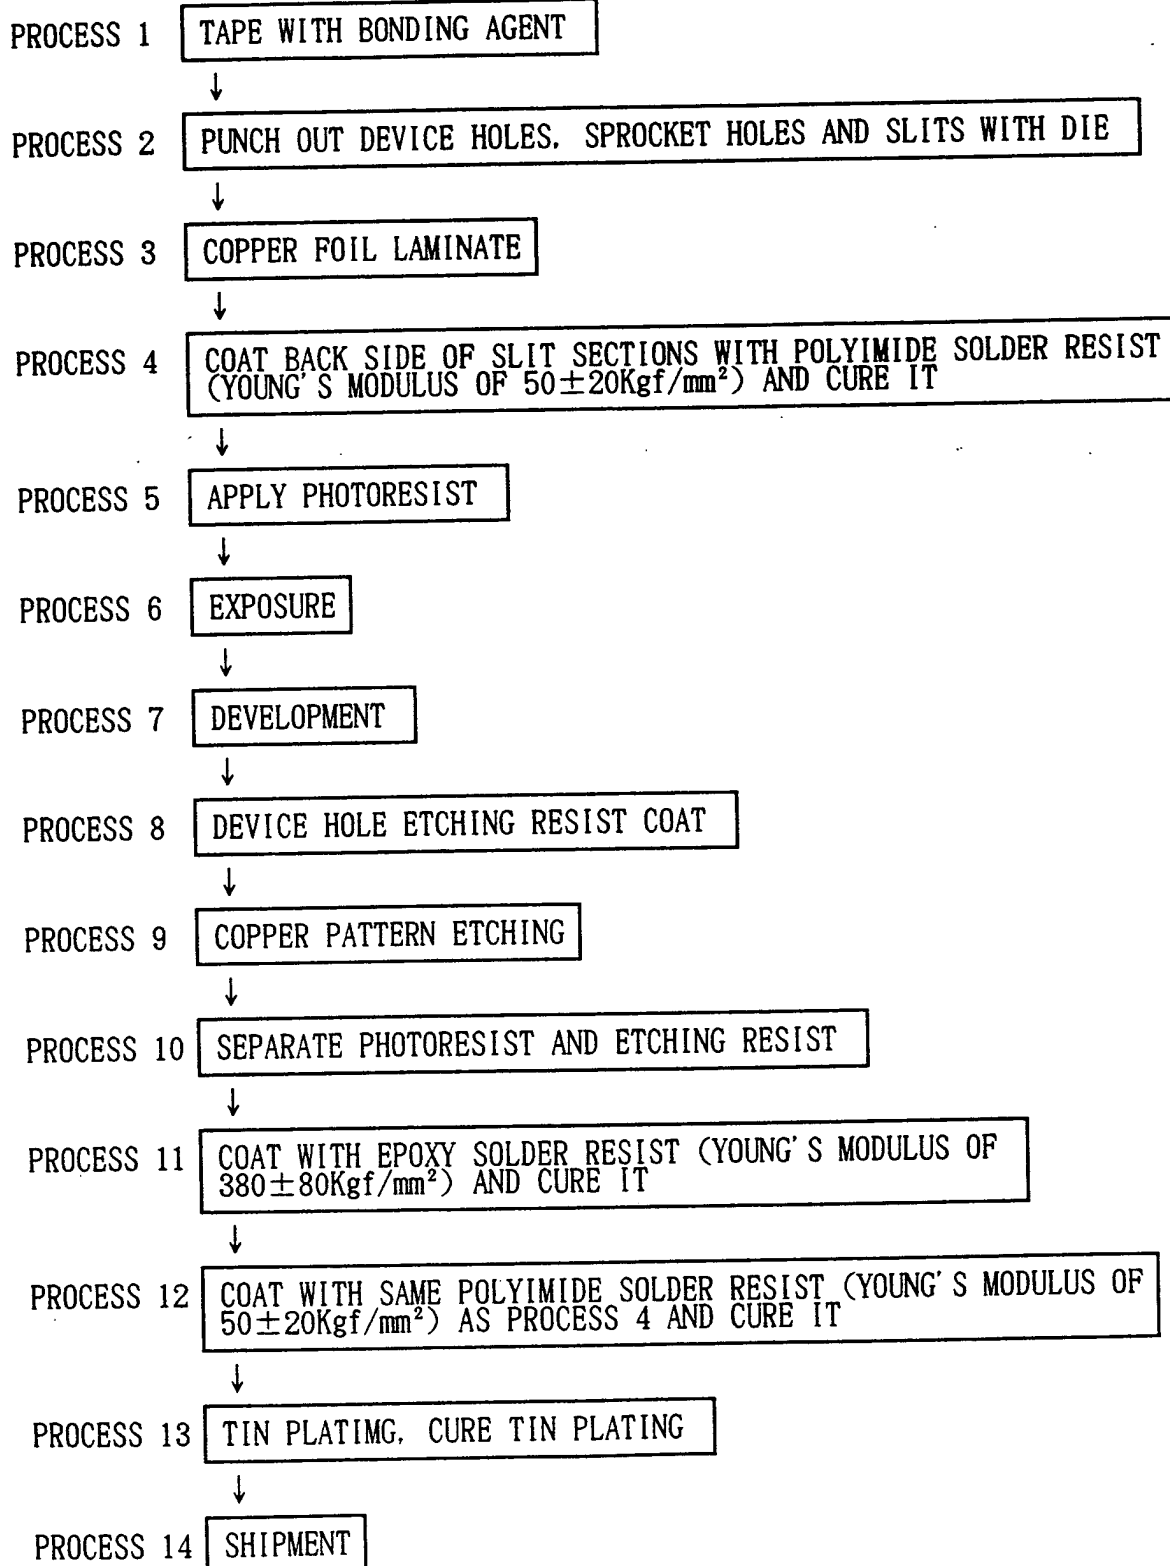 PROCESS 1 TAPE WITH BONDING AGENT
PROCESS 2 PUNCH OUT DEVICE HOLES. SPROCKET HOLES AND SLITS WITH DIE
PROCESS 3 COPPER FOIL LAMINATE
PROCESS 4 COAT BACK SIDE OF SLIT SECTIONS WITH POLYIMIDE SOLDER RESIST
(YOUNG'S MODULUS OF 50±20Kgf/mm²) AND CURE IT
PROCESS 5 APPLY PHOTORESIST
PROCESS 6 EXPOSURE
PROCESS 7 DEVELOPMENT
PROCESS 8 DEVICE HOLE ETCHING RESIST COAT
PROCESS 9 COPPER PATTERN ETCHING
PROCESS 10 SEPARATE PHOTORESIST AND ETCHING RESIST
PROCESS 11 COAT WITH EPOXY SOLDER RESIST (YOUNG'S MODULUS OF
380±80Kgf/mm²) AND CURE IT
PROCESS 12 COAT WITH SAME POLYIMIDE SOLDER RESIST (YOUNG'S MODULUS OF
50±20Kgf/mm²) AS PROCESS 4 AND CURE IT
PROCESS 13 TIN PLATIMG. CURE TIN PLATING
PROCESS 14 SHIPMENT